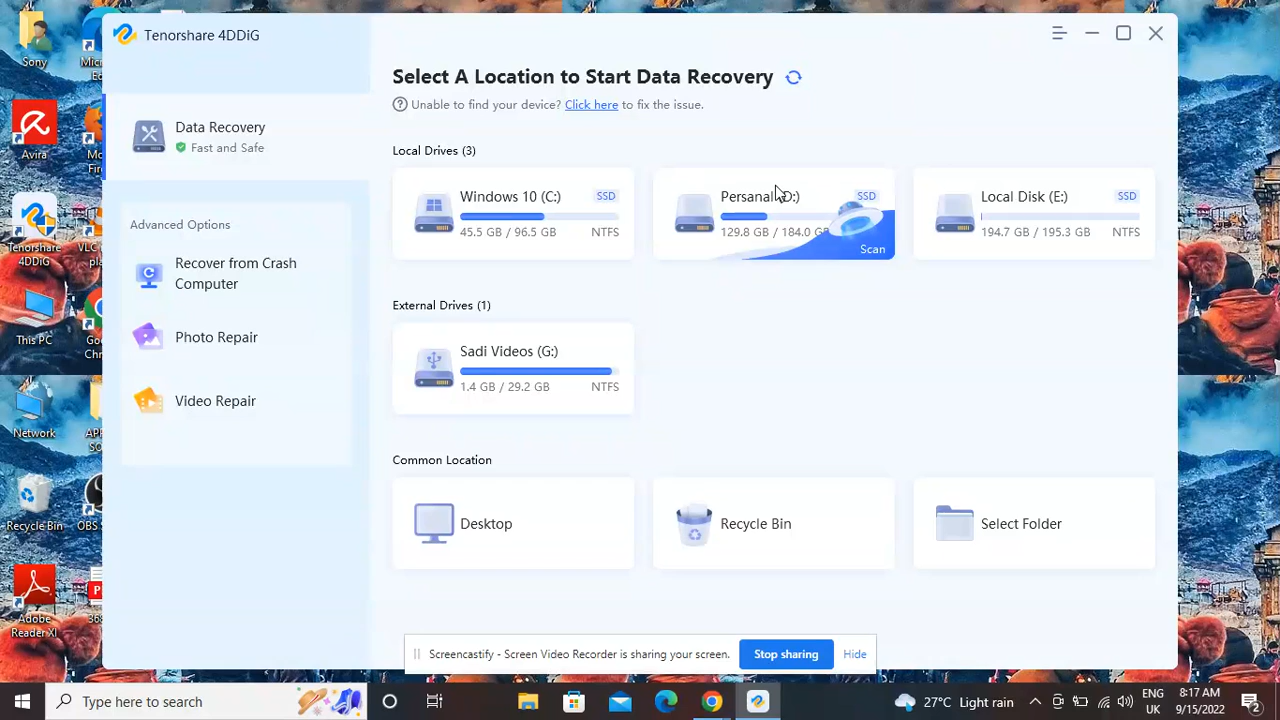 Tenorshare 4DDiG
Select A Location to Start Data Recovery
Unable to find your device? Click here to fix the issue.
Data Recovery
Fast and Safe
Advanced Options
Recover from Crash
Computer
Photo Repair
Video Repair
Local Drives (3)
Windows 10 (C:)
SSD
45.5 GB / 96.5 GB
NTFS
Persanal (D:)
SSD
129.8 GB / 184.0 GB
Scan
Local Disk (E:)
SSD
194.7 GB / 195.3 GB
NTFS
External Drives (1)
Sadi Videos (G:)
1.4 GB / 29.2 GB
NTFS
Common Location
Desktop
Recycle Bin
Select Folder
Screencastify - Screen Video Recorder is sharing your screen.
Stop sharing
Hide
Sony
Avira
Tenorshare
4DDiG
This PC
Network
Recycle Bin
OBS S
Adobe
Reader XI
Type here to search
27°C Light rain
ENG
UK
8:17 AM
9/15/2022
2